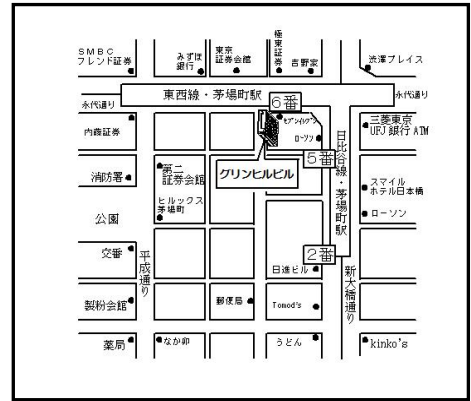 SMBC
フレンド証券
みずほ
銀行
東京
証券会館
極東
証券
吉野家
渋澤プレイス
永代通り
東西線・茅場町駅
永代通り
6番
内藤証券
セブンイレブン
ローソン
三菱東京
UFJ 銀行 ATM
5番
日比谷線・茅場町駅
グリンヒルビル
消防署
第二
証券会館
ヒルックス
茅場町
スマイル
ホテル日本橋
ローソン
公園
交番
平成通り
日進ビル
2番
新大橋通り
製粉会館
郵便局
Tomod's
薬局
なか卯
うどん
kinko's